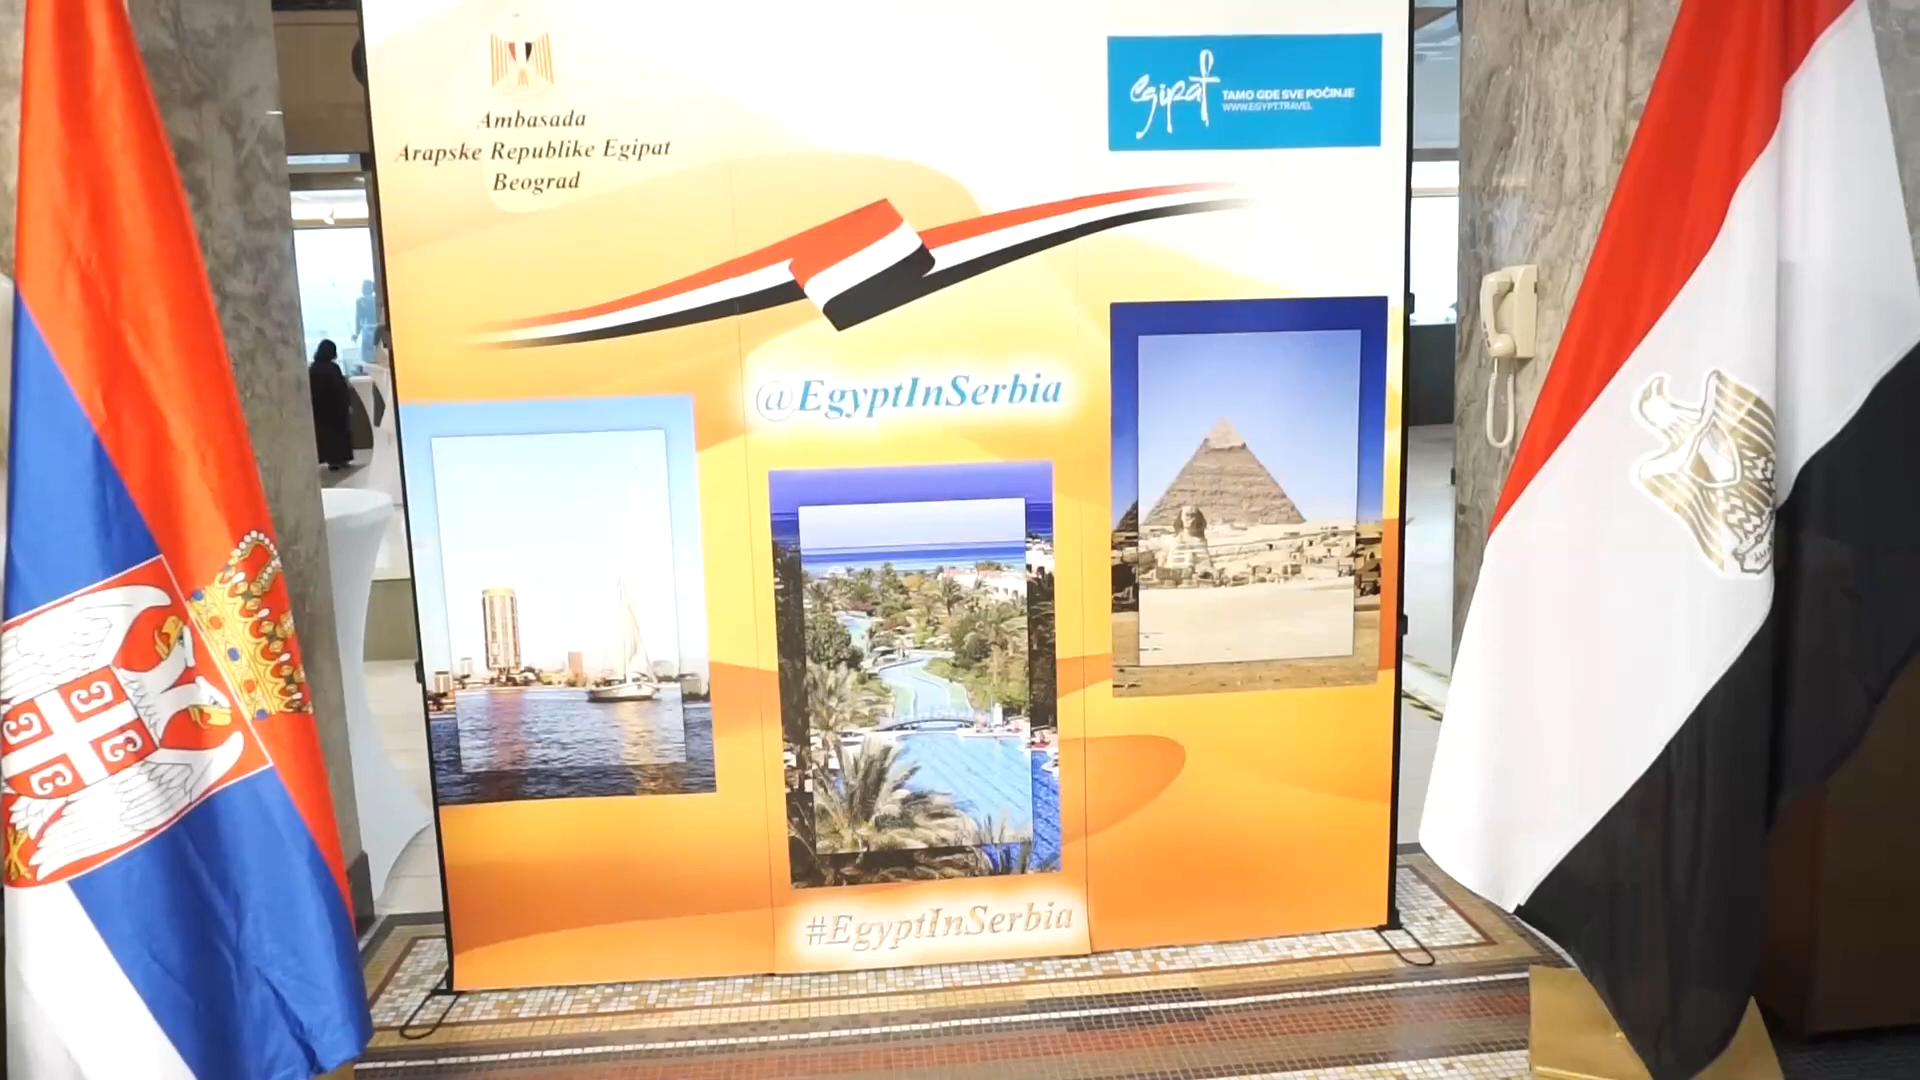 Ambasada
Arapske Republike Egipat
Beograd
egipat
TAMO GDE SVE POČINJE
WWW.EGYPT.TRAVEL
@EgyptInSerbia
#EgyptInSerbia